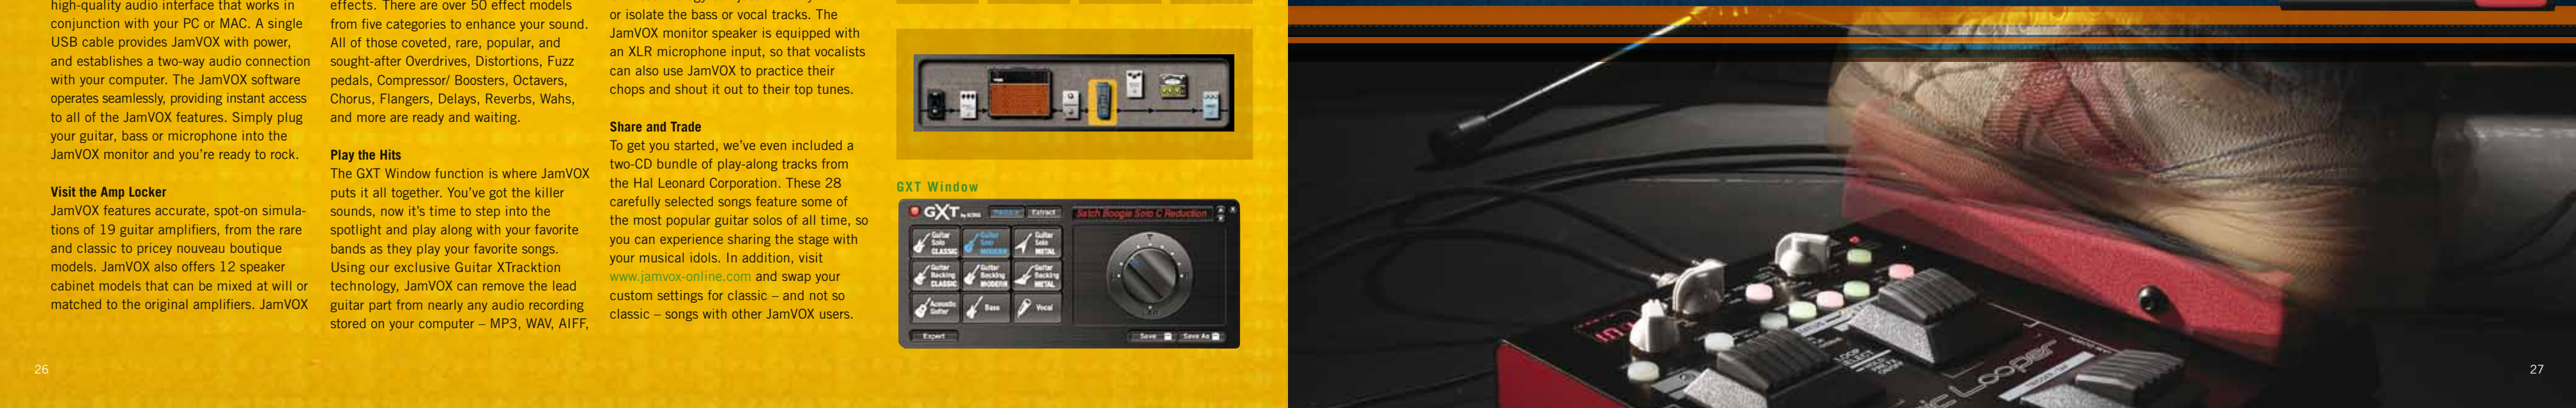 high-quality audio interface that works in
conjunction with your PC or MAC. A single
USB cable provides JamVOX with power,
and establishes a two-way audio connection
with your computer. The JamVOX software
operates seamlessly, providing instant access
to all of the JamVOX features. Simply plug
your guitar, bass or microphone into the
JamVOX monitor and you're ready to rock.
Visit the Amp Locker
JamVOX features accurate, spot-on simula-
tions of 19 guitar amplifiers, from the rare
and classic to pricey nouveau boutique
models. JamVOX also offers 12 speaker
cabinet models that can be mixed at will or
matched to the original amplifiers. JamVOX
effects. There are over 50 effect models
from five categories to enhance your sound.
All of those coveted, rare, popular, and
sought-after Overdrives, Distortions, Fuzz
pedals, Compressor/ Boosters, Octavers,
Chorus, Flangers, Delays, Reverbs, Wahs,
and more are ready and waiting.
Play the Hits
The GXT Window function is where JamVOX
puts it all together. You've got the killer
sounds, now it's time to step into the
spotlight and play along with your favorite
bands as they play your favorite songs.
Using our exclusive Guitar XTracktion
technology, JamVOX can remove the lead
guitar part from nearly any audio recording
stored on your computer – MP3, WAV, AIFF,
or isolate the bass or vocal tracks. The
JamVOX monitor speaker is equipped with
an XLR microphone input, so that vocalists
can also use JamVOX to practice their
chops and shout it out to their top tunes.
Share and Trade
To get you started, we've even included a
two-CD bundle of play-along tracks from
the Hal Leonard Corporation. These 28
carefully selected songs feature some of
the most popular guitar solos of all time, so
you can experience sharing the stage with
your musical idols. In addition, visit
www.jamvox-online.com and swap your
custom settings for classic – and not so
classic – songs with other JamVOX users.
GXT Window
GXT by KORG Extract Satch Boogie Solo C Reduction
Guitar Solo CLASSIC
Guitar Solo MODERN
Guitar Solo METAL
Guitar Backing CLASSIC
Guitar Backing MODERN
Guitar Backing METAL
Acoustic Guitar
Bass
Vocal
Expert Save Save As
LOOP
SELECT
Looper
26
27